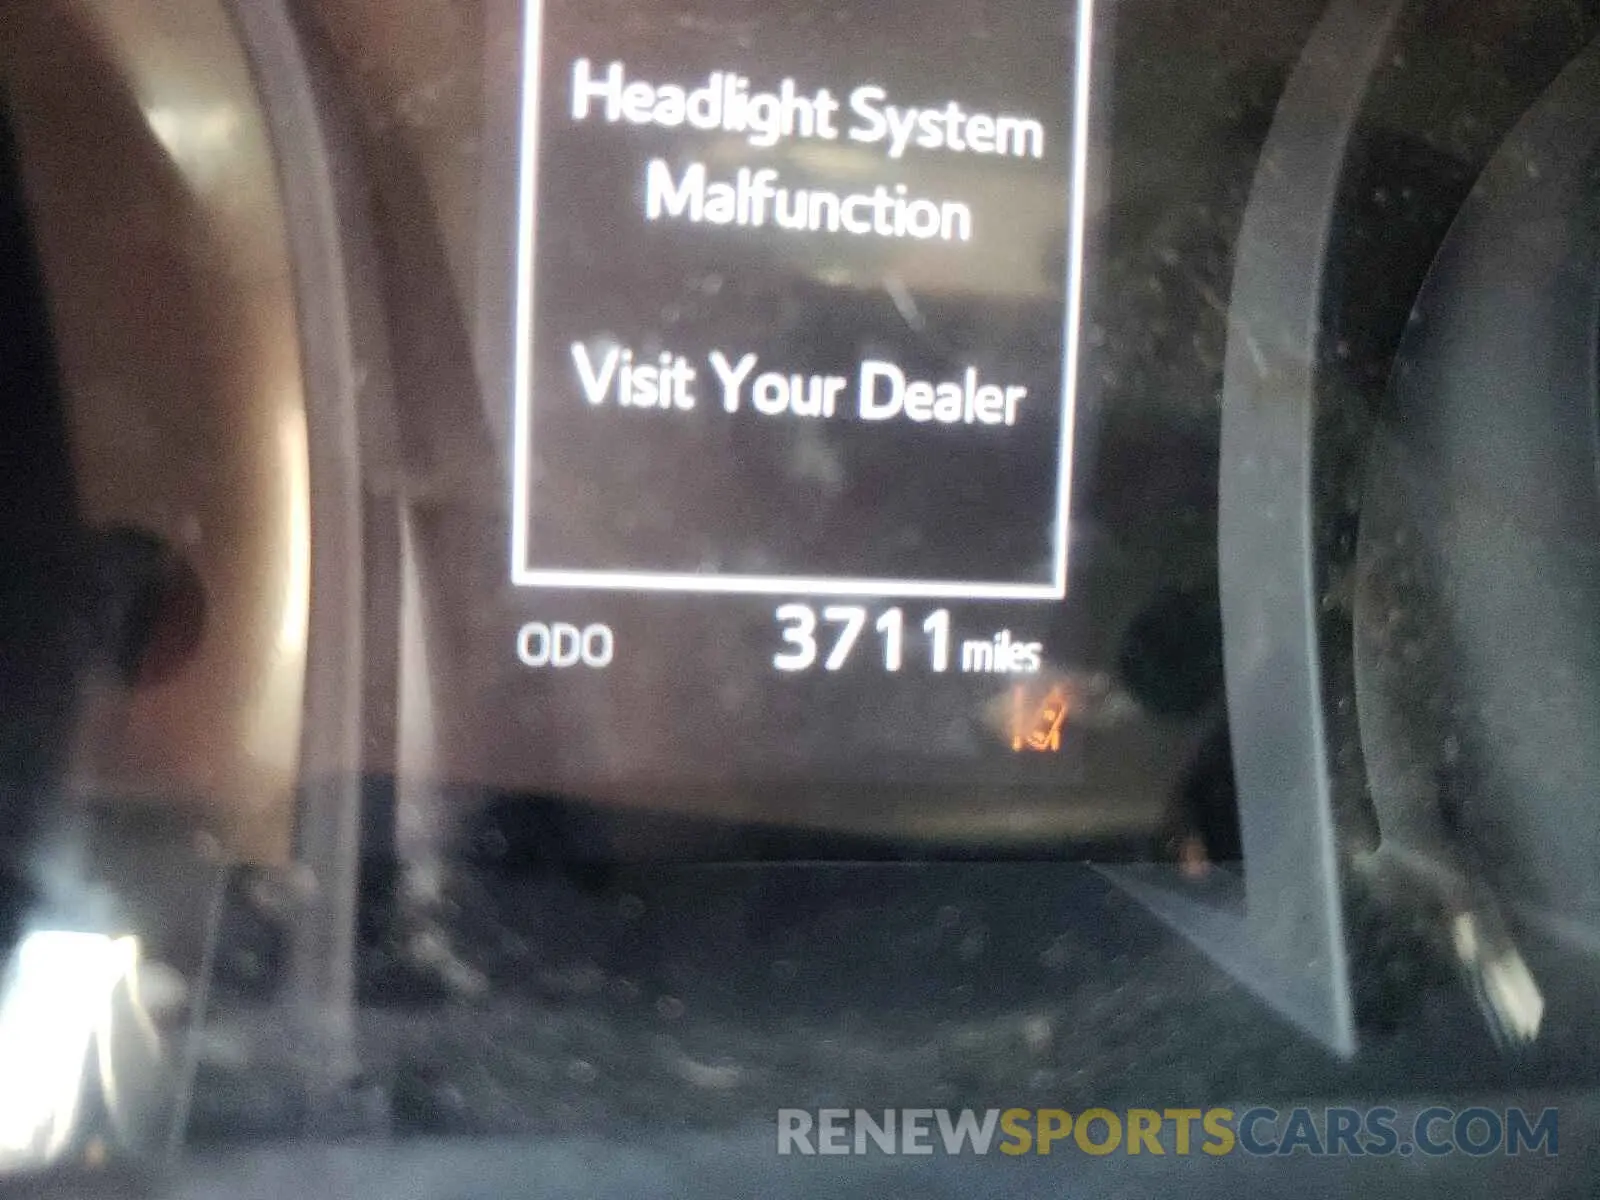 Headlight System
Malfunction
Visit Your Dealer
ODO 3711 miles
RENEWSPORTSCARS.COM